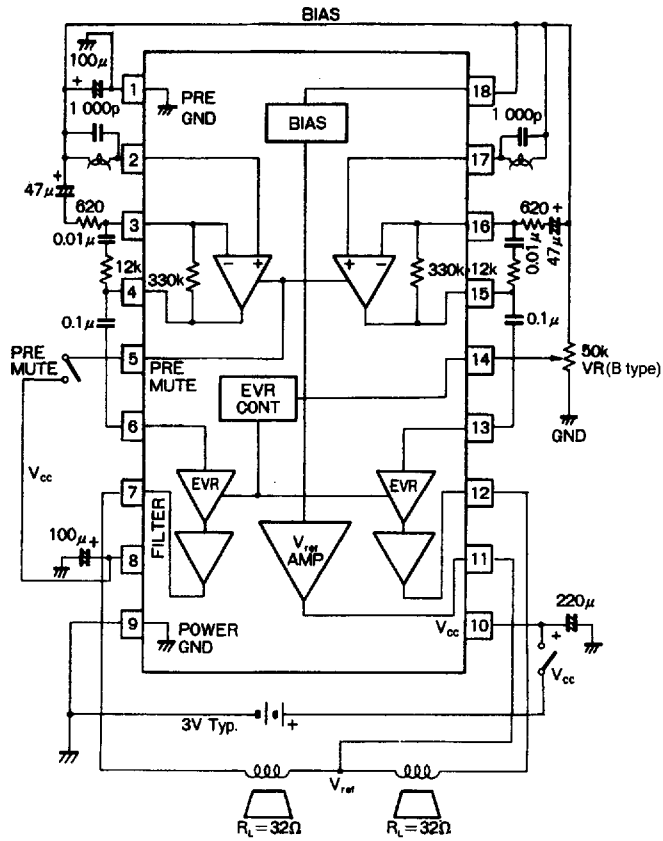 BIAS
100μ
+
1
PRE
GND
18
1 000p
BIAS
1 000p
2
17
47μ
+
620
3
16
620
+
0.01μ
0.01μ
47μ
12k
330k
−
+
+
−
330k
12k
4
15
0.1μ
0.1μ
PRE
MUTE
5
PRE
MUTE
14
50k
VR(B type)
EVR
CONT
6
13
GND
Vcc
EVR
EVR
7
12
FILTER
100μ
+
8
Vref
AMP
11
220μ
9
POWER
GND
Vcc
10
+
Vcc
3V Typ.
+
Vref
RL=32Ω
RL=32Ω